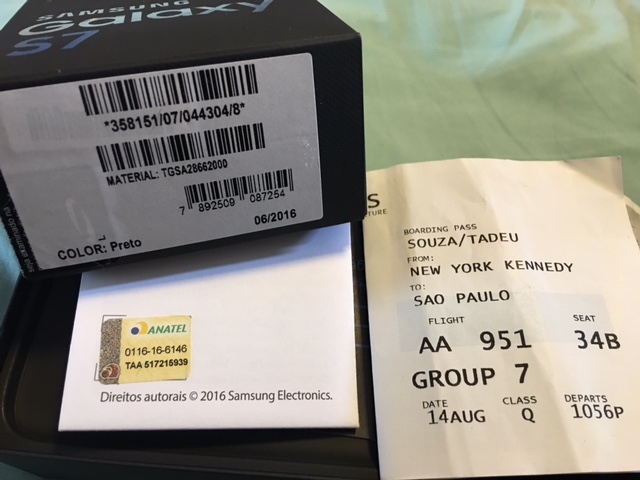 SAMSUNG
Galaxy
S7
*358151/07/044304/8*
MATERIAL: TGSA28662000
7 892509 087254
06/2016
COLOR: Preto
ANATEL
0116-16-6146
TAA 517215939
Direitos autorais © 2016 Samsung Electronics.
BOARDING PASS
SOUZA/TADEU
FROM:
NEW YORK KENNEDY
TO:
SAO PAULO
FLIGHT SEAT
AA 951 34B
GROUP 7
DATE CLASS DEPARTS
14AUG Q 1056P